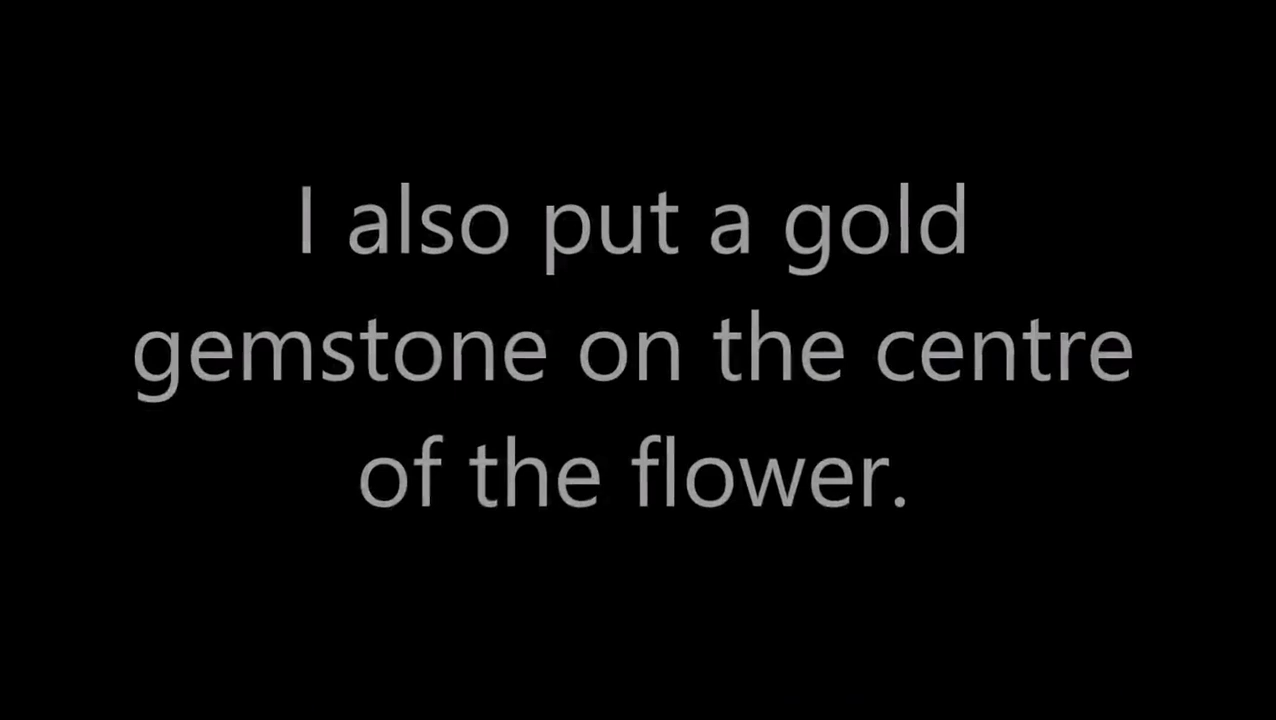 I also put a gold
gemstone on the centre
of the flower.